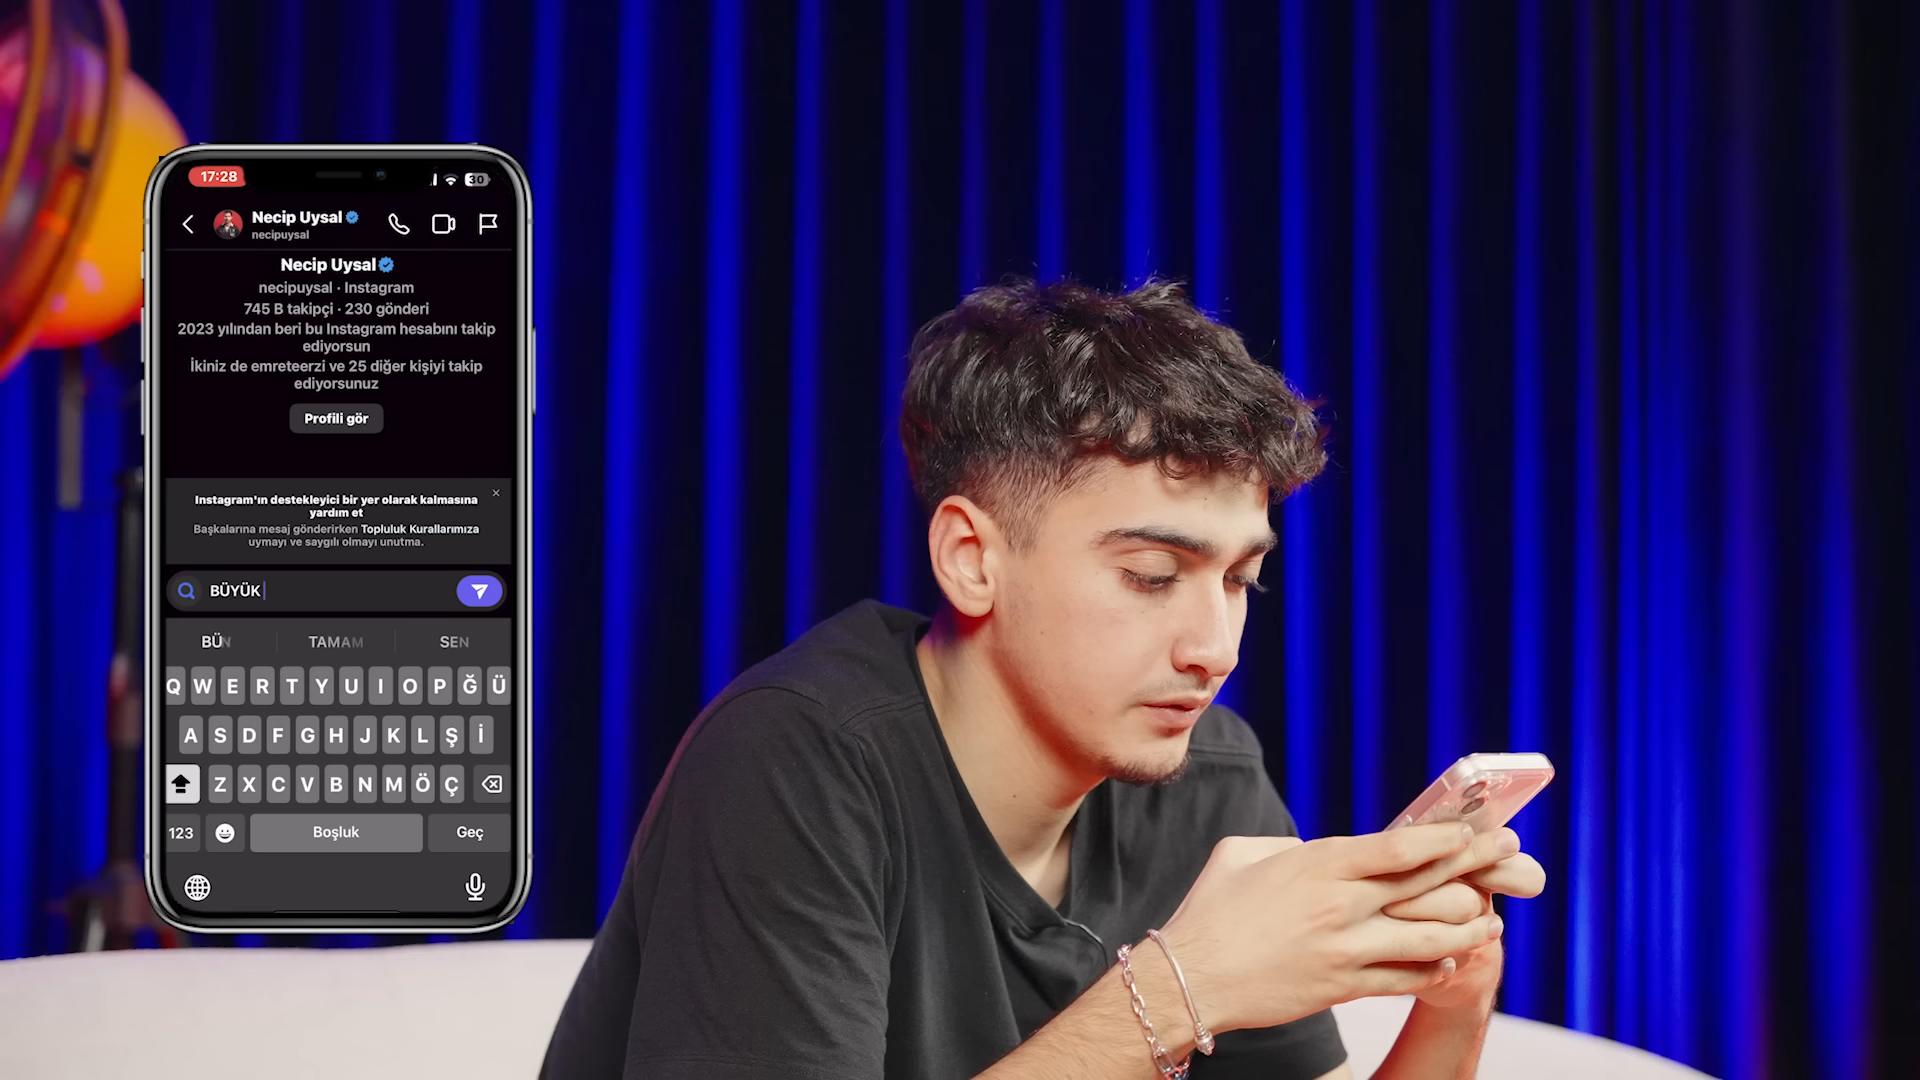 17:28
30
Necip Uysal
necipuysal
Necip Uysal
necipuysal · Instagram
745 B takipçi · 230 gönderi
2023 yılından beri bu Instagram hesabını takip
ediyorsun
İkiniz de emreteerzi ve 25 diğer kişiyi takip
ediyorsunuz
Profili gör
Instagram'ın destekleyici bir yer olarak kalmasına
yardım et
Başkalarına mesaj gönderirken Topluluk Kurallarımıza
uymayı ve saygılı olmayı unutma.
BÜYÜK
BÜN TAMAM SEN
Q W E R T Y U I O P Ğ Ü
A S D F G H J K L Ş İ
Z X C V B N M Ö Ç
123 Boşluk Geç